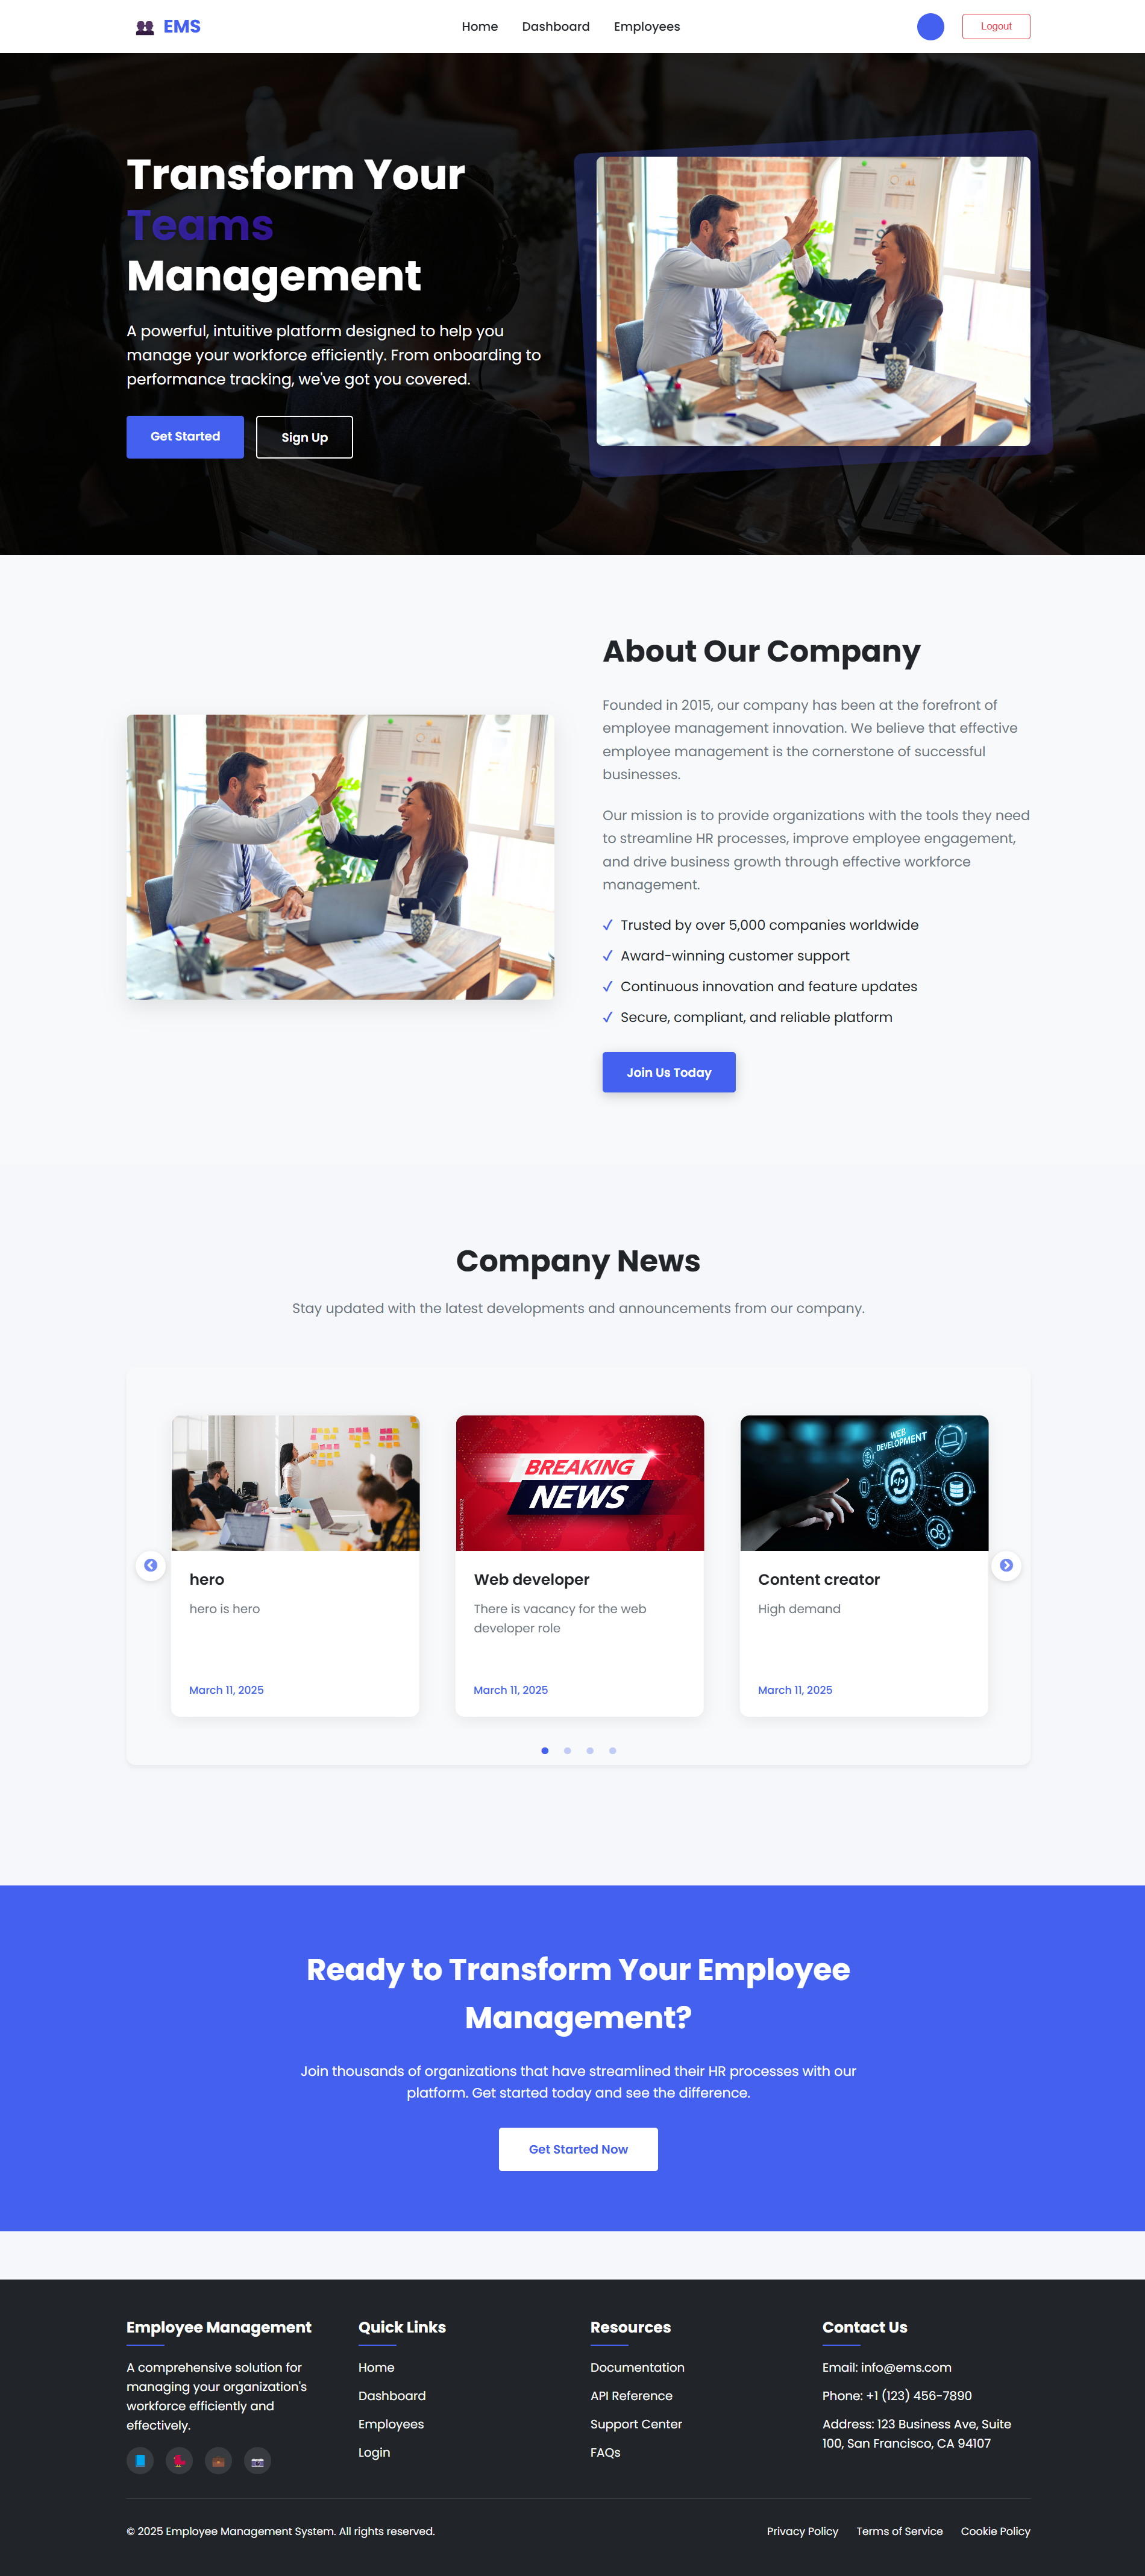 EMS
Home Dashboard Employees
Logout
Transform Your
Teams
Management
A powerful, intuitive platform designed to help you
manage your workforce efficiently. From onboarding to
performance tracking, we've got you covered.
Get Started Sign Up
About Our Company
Founded in 2015, our company has been at the forefront of
employee management innovation. We believe that effective
employee management is the cornerstone of successful
businesses.
Our mission is to provide organizations with the tools they need
to streamline HR processes, improve employee engagement,
and drive business growth through effective workforce
management.
✓ Trusted by over 5,000 companies worldwide
✓ Award-winning customer support
✓ Continuous innovation and feature updates
✓ Secure, compliant, and reliable platform
Join Us Today
Company News
Stay updated with the latest developments and announcements from our company.
BREAKING
NEWS
WEB
DEVELOPMENT
hero
hero is hero
March 11, 2025
Web developer
There is vacancy for the web
developer role
March 11, 2025
Content creator
High demand
March 11, 2025
Ready to Transform Your Employee
Management?
Join thousands of organizations that have streamlined their HR processes with our
platform. Get started today and see the difference.
Get Started Now
Employee Management
A comprehensive solution for
managing your organization's
workforce efficiently and
effectively.
Quick Links
Home
Dashboard
Employees
Login
Resources
Documentation
API Reference
Support Center
FAQs
Contact Us
Email: info@ems.com
Phone: +1 (123) 456-7890
Address: 123 Business Ave, Suite
100, San Francisco, CA 94107
© 2025 Employee Management System. All rights reserved.
Privacy Policy Terms of Service Cookie Policy